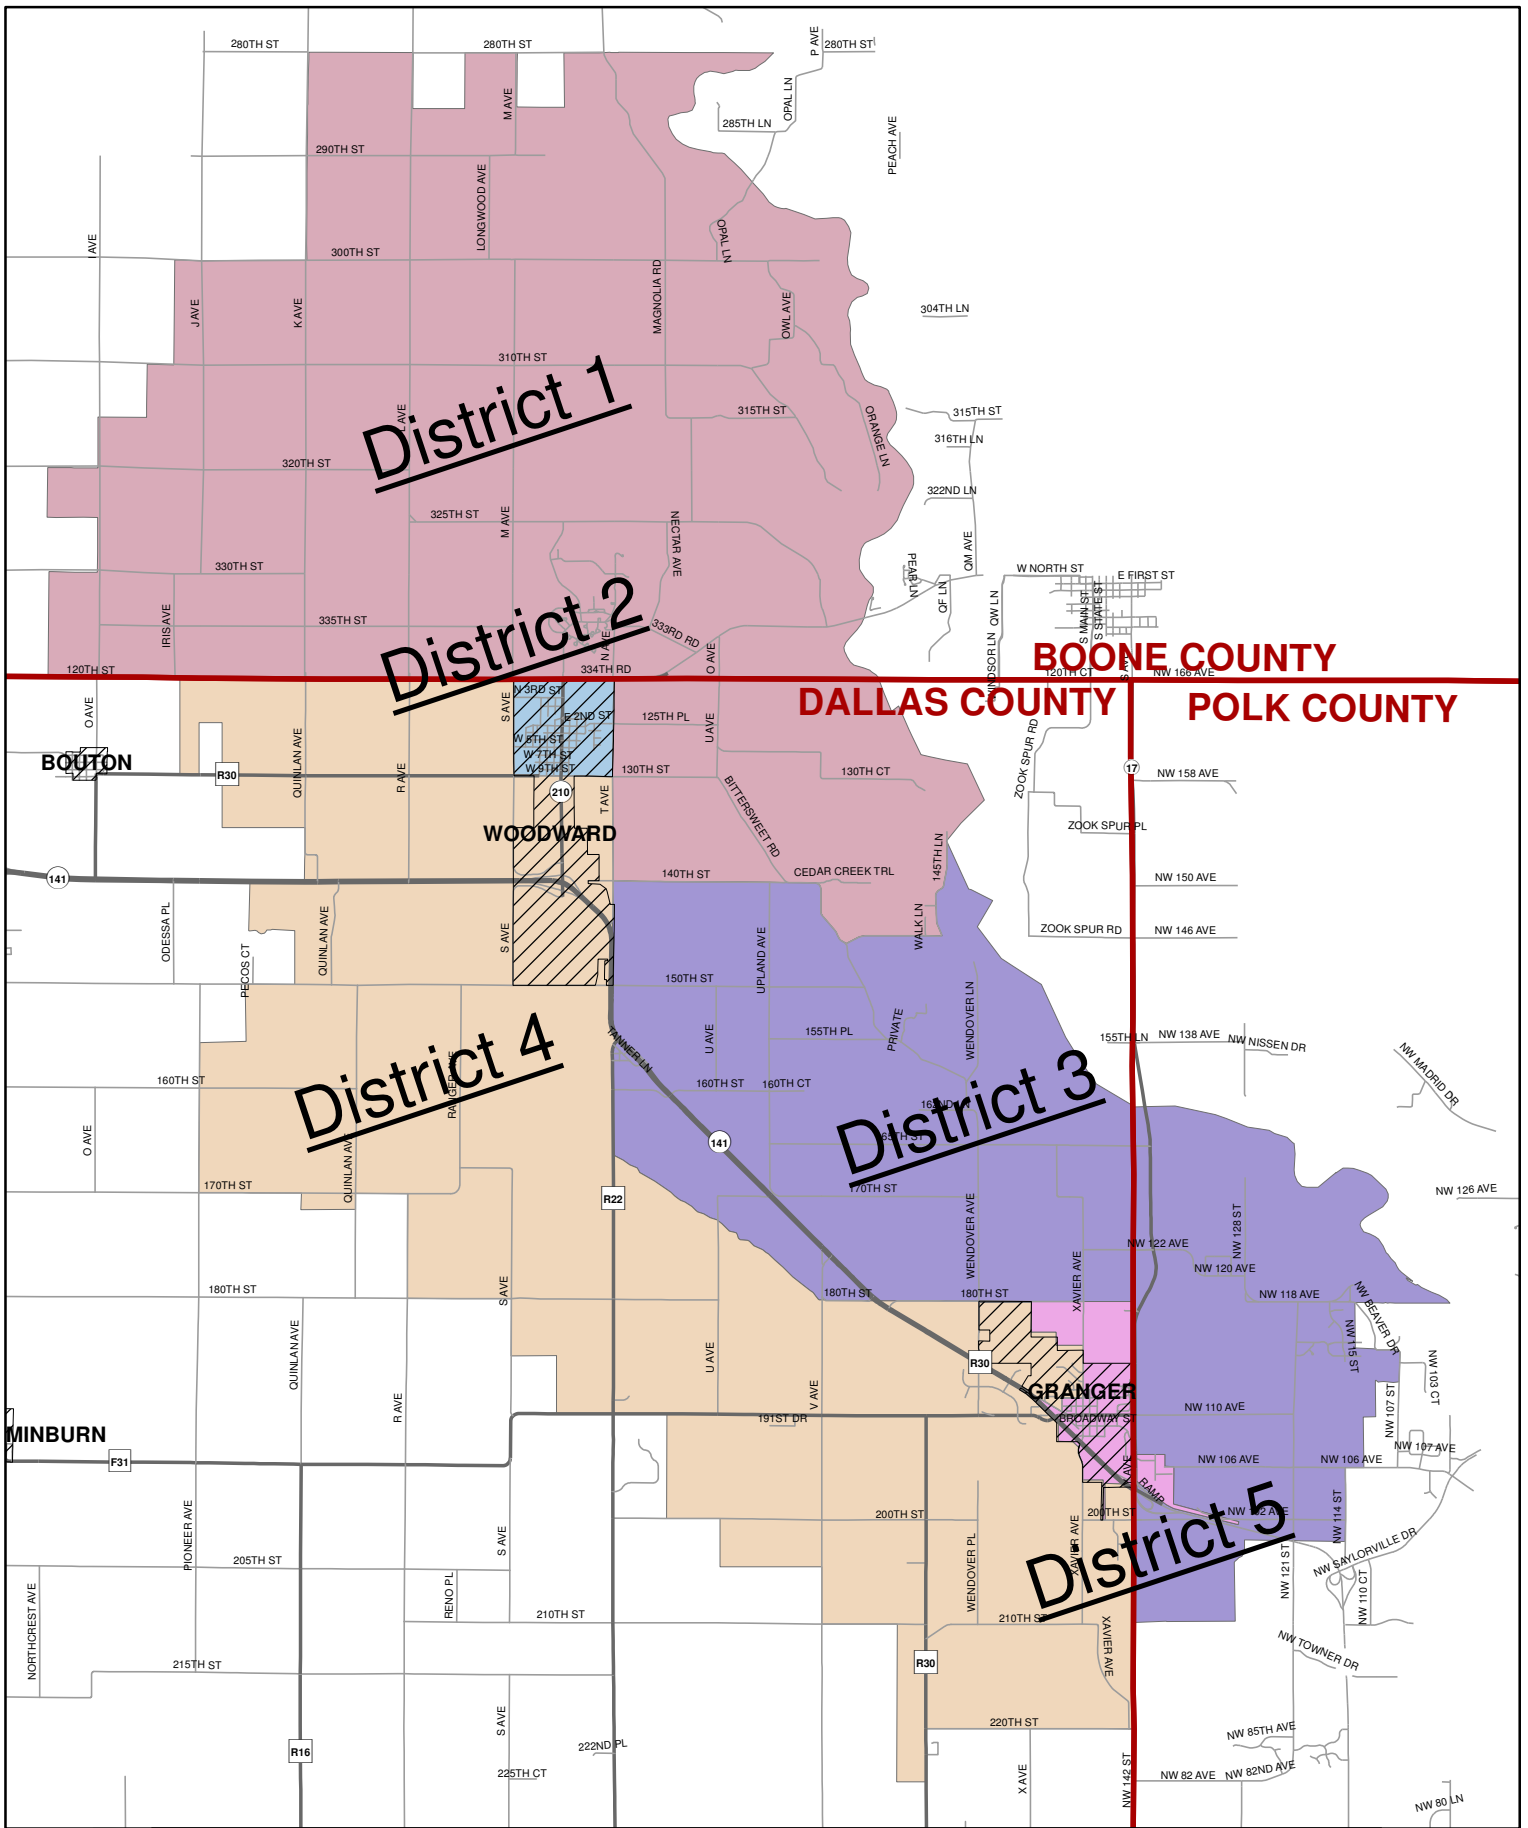 280TH ST
280TH ST
P AVE
280TH ST
M AVE
OPAL LN
285TH LN
PEACH AVE
290TH ST
LONGWOOD AVE
I AVE
300TH ST
OPAL LN
J AVE
K AVE
MAGNOLIA RD
OWL AVE
304TH LN
310TH ST
District 1
L AVE
315TH ST
ORANGE LN
315TH ST
316TH LN
320TH ST
322ND LN
325TH ST
M AVE
NECTAR AVE
QM AVE
330TH ST
PEAR LN
QF LN
W NORTH ST
E FIRST ST
IRIS AVE
335TH ST
District 2
N AVE
333RD RD
O AVE
QW LN
S MAIN ST
S STATE ST
WINDSOR LN
BOONE COUNTY
120TH ST
334TH RD
120TH CT
S AVE
NW 166 AVE
DALLAS COUNTY
POLK COUNTY
O AVE
S AVE
N 3RD ST
E 2ND ST
125TH PL
U AVE
W 5TH ST
W 7TH ST
W 9TH ST
BOUTON
R30
QUINLAN AVE
R AVE
210
T AVE
130TH ST
130TH CT
ZOOK SPUR RD
17
NW 158 AVE
WOODWARD
BITTERSWEET RD
ZOOK SPUR PL
145TH LN
141
140TH ST
CEDAR CREEK TRL
NW 150 AVE
ODESSA PL
QUINLAN AVE
S AVE
WALK LN
ZOOK SPUR RD
NW 146 AVE
PECOS CT
UPLAND AVE
150TH ST
District 4
TANNER LN
U AVE
155TH PL
PRIVATE
WENDOVER LN
155TH LN
NW 138 AVE
NW NISSEN DR
NW MADRID DR
160TH ST
RANGER AVE
160TH ST
160TH CT
District 3
162ND LN
O AVE
QUINLAN AVE
141
65TH ST
170TH ST
R22
170TH ST
WENDOVER AVE
NW 126 AVE
NW 128 ST
NW 122 AVE
XAVIER AVE
NW 120 AVE
180TH ST
S AVE
180TH ST
180TH ST
NW 118 AVE
NW BEAVER DR
QUINLAN AVE
U AVE
R30
NW 115 ST
NW 103 CT
R AVE
V AVE
GRANGER
NW 107 ST
191ST DR
BROADWAY ST
NW 110 AVE
MINBURN
F31
AVE
NW 106 AVE
NW 106 AVE
NW 107 AVE
RAMP
PIONEER AVE
S AVE
200TH ST
200TH ST
NW 102 AVE
NW 114 ST
District 5
205TH ST
RENO PL
WENDOVER PL
XAVIER AVE
NW 121 ST
NW SAYLORVILLE DR
NW 110 CT
NORTHCREST AVE
210TH ST
210TH ST
XAVIER AVE
NW TOWNER DR
215TH ST
R30
S AVE
220TH ST
NW 85TH AVE
R16
222ND PL
225TH CT
X AVE
NW 142 ST
NW 82 AVE
NW 82ND AVE
NW 80 LN